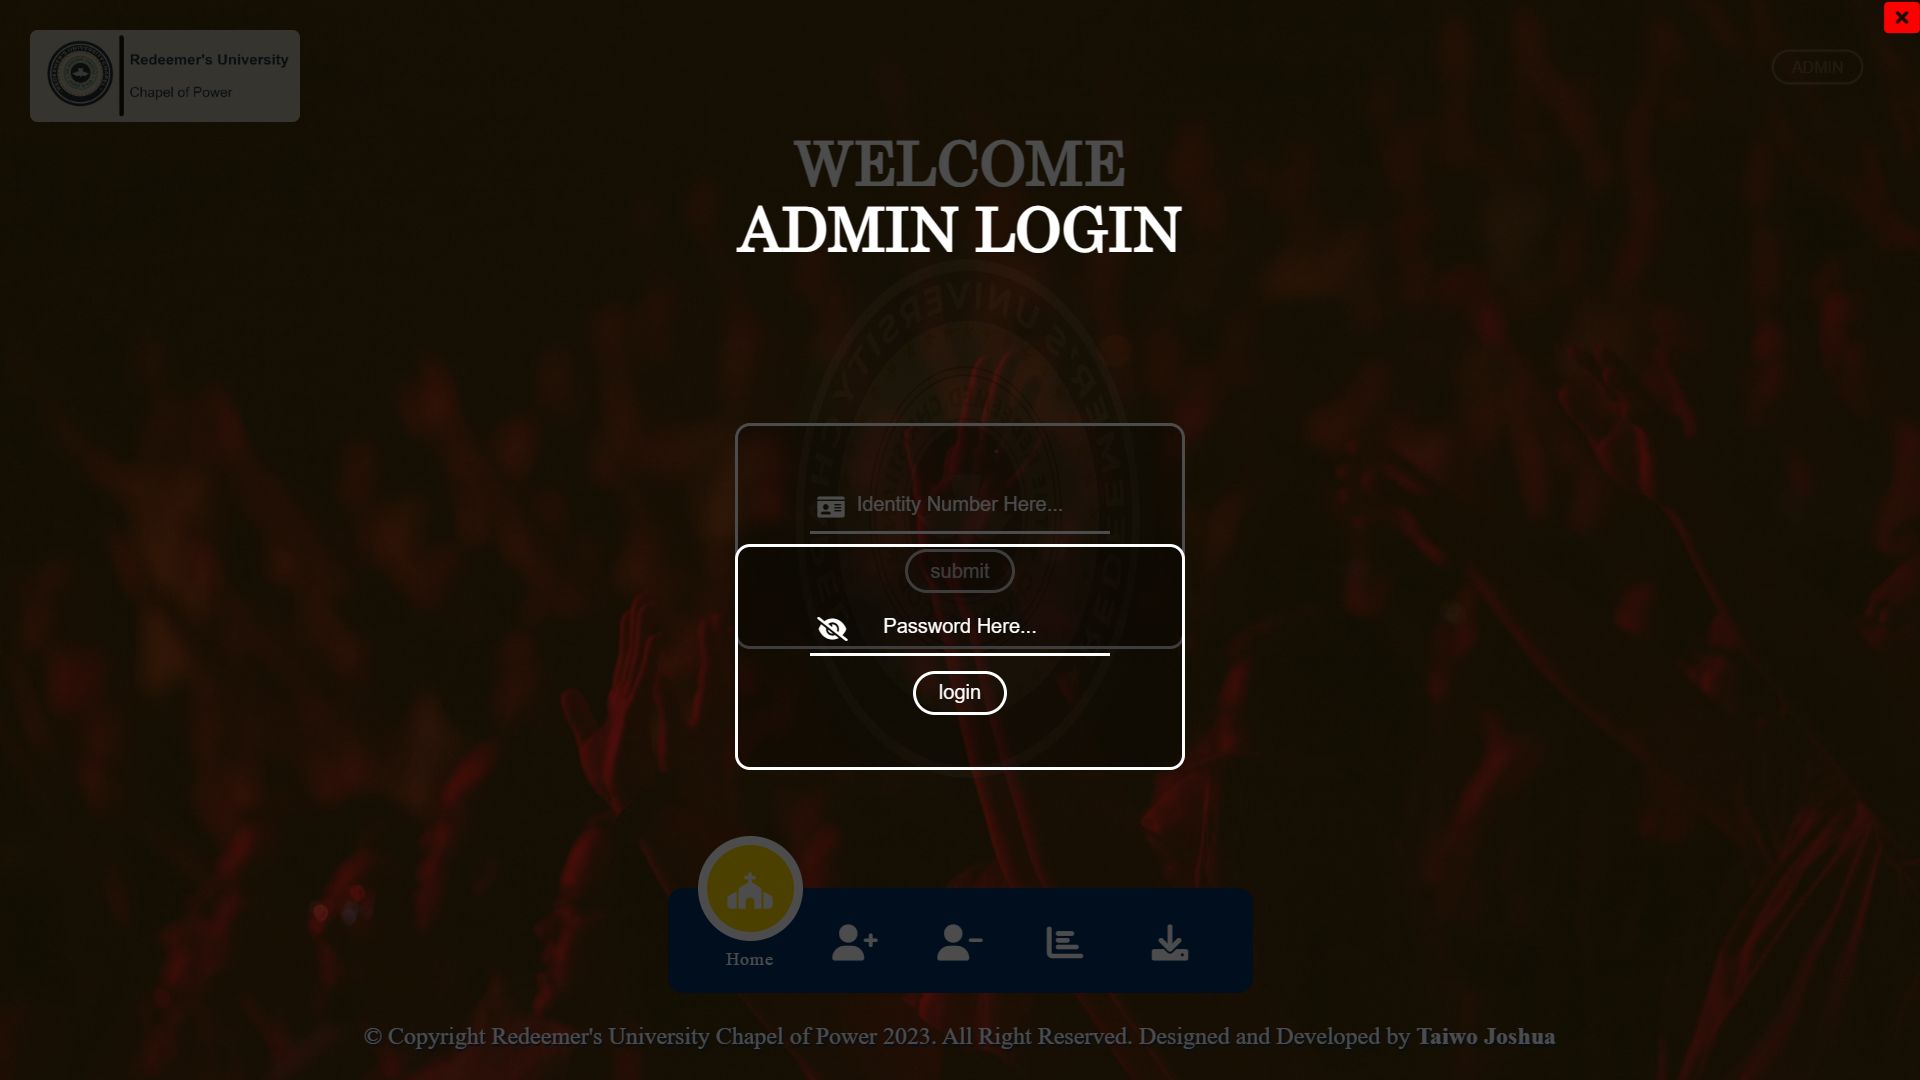 Redeemer's University
Chapel of Power
ADMIN
WELCOME
ADMIN LOGIN
Identity Number Here...
submit
Password Here...
login
Home
© Copyright Redeemer's University Chapel of Power 2023. All Right Reserved. Designed and Developed by Taiwo Joshua